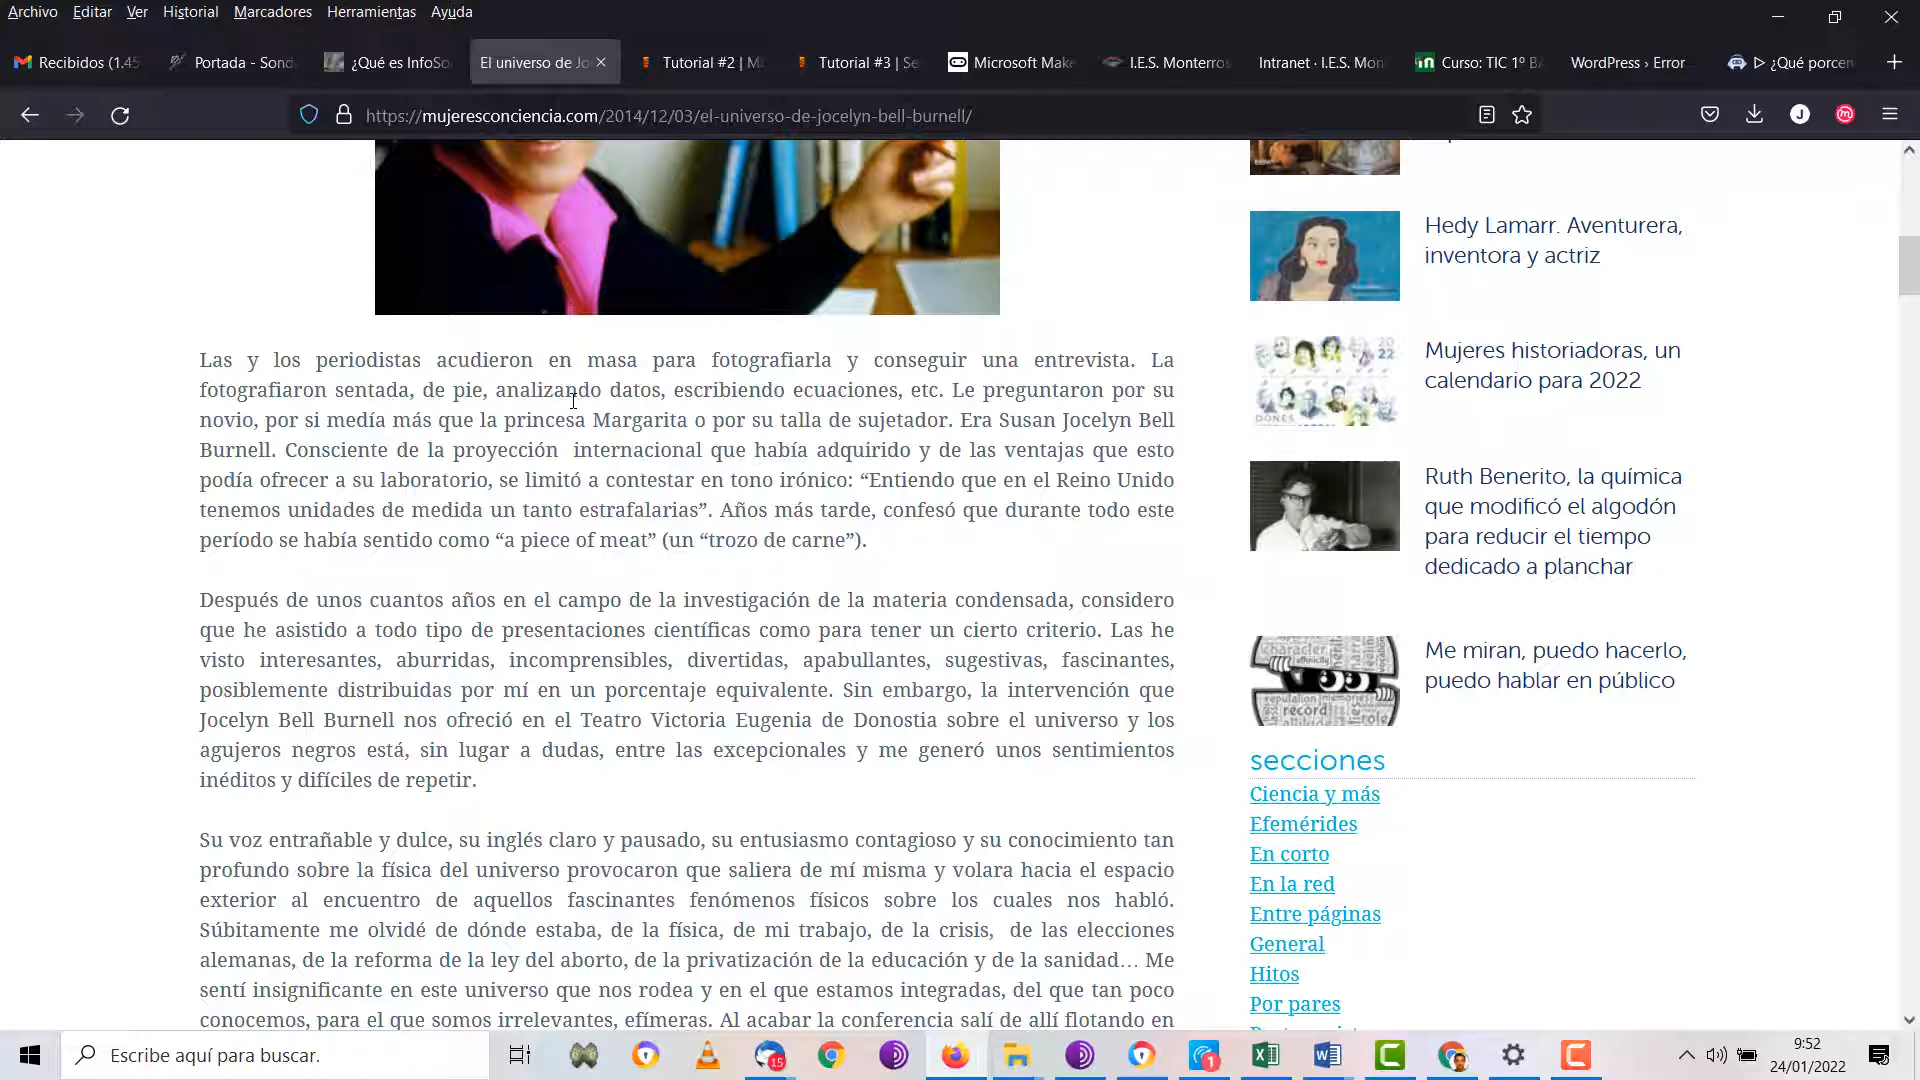 Archivo Editar Ver Historial Marcadores Herramientas Ayuda
Recibidos (1.45
Portada - Sond
¿Qué es InfoSo
El universo de Jo
Tutorial #2 | Mi
Tutorial #3 | Se
Microsoft Make
I.E.S. Monterros
Intranet · I.E.S. Mon
Curso: TIC 1º BA
WordPress › Error
¿Qué porcen
https://mujeresconciencia.com/2014/12/03/el-universo-de-jocelyn-bell-burnell/
Las y los periodistas acudieron en masa para fotografiarla y conseguir una entrevista. La
fotografiaron sentada, de pie, analizando datos, escribiendo ecuaciones, etc. Le preguntaron por su
novio, por si medía más que la princesa Margarita o por su talla de sujetador. Era Susan Jocelyn Bell
Burnell. Consciente de la proyección internacional que había adquirido y de las ventajas que esto
podía ofrecer a su laboratorio, se limitó a contestar en tono irónico: “Entiendo que en el Reino Unido
tenemos unidades de medida un tanto estrafalarias”. Años más tarde, confesó que durante todo este
período se había sentido como “a piece of meat” (un “trozo de carne”).
Después de unos cuantos años en el campo de la investigación de la materia condensada, considero
que he asistido a todo tipo de presentaciones científicas como para tener un cierto criterio. Las he
visto interesantes, aburridas, incomprensibles, divertidas, apabullantes, sugestivas, fascinantes,
posiblemente distribuidas por mí en un porcentaje equivalente. Sin embargo, la intervención que
Jocelyn Bell Burnell nos ofreció en el Teatro Victoria Eugenia de Donostia sobre el universo y los
agujeros negros está, sin lugar a dudas, entre las excepcionales y me generó unos sentimientos
inéditos y difíciles de repetir.
Su voz entrañable y dulce, su inglés claro y pausado, su entusiasmo contagioso y su conocimiento tan
profundo sobre la física del universo provocaron que saliera de mí misma y volara hacia el espacio
exterior al encuentro de aquellos fascinantes fenómenos físicos sobre los cuales nos habló.
Súbitamente me olvidé de dónde estaba, de la física, de mi trabajo, de la crisis, de las elecciones
alemanas, de la reforma de la ley del aborto, de la privatización de la educación y de la sanidad… Me
sentí insignificante en este universo que nos rodea y en el que estamos integradas, del que tan poco
conocemos, para el que somos irrelevantes, efímeras. Al acabar la conferencia salí de allí flotando en
Hedy Lamarr. Aventurera,
inventora y actriz
2022
DONES
Mujeres historiadoras, un
calendario para 2022
Ruth Benerito, la química
que modificó el algodón
para reducir el tiempo
dedicado a planchar
character
ethnicity
reputation
record
role
Me miran, puedo hacerlo,
puedo hablar en público
secciones
Ciencia y más
Efemérides
En corto
En la red
Entre páginas
General
Hitos
Por pares
Escribe aquí para buscar.
15
1
9:52
24/01/2022